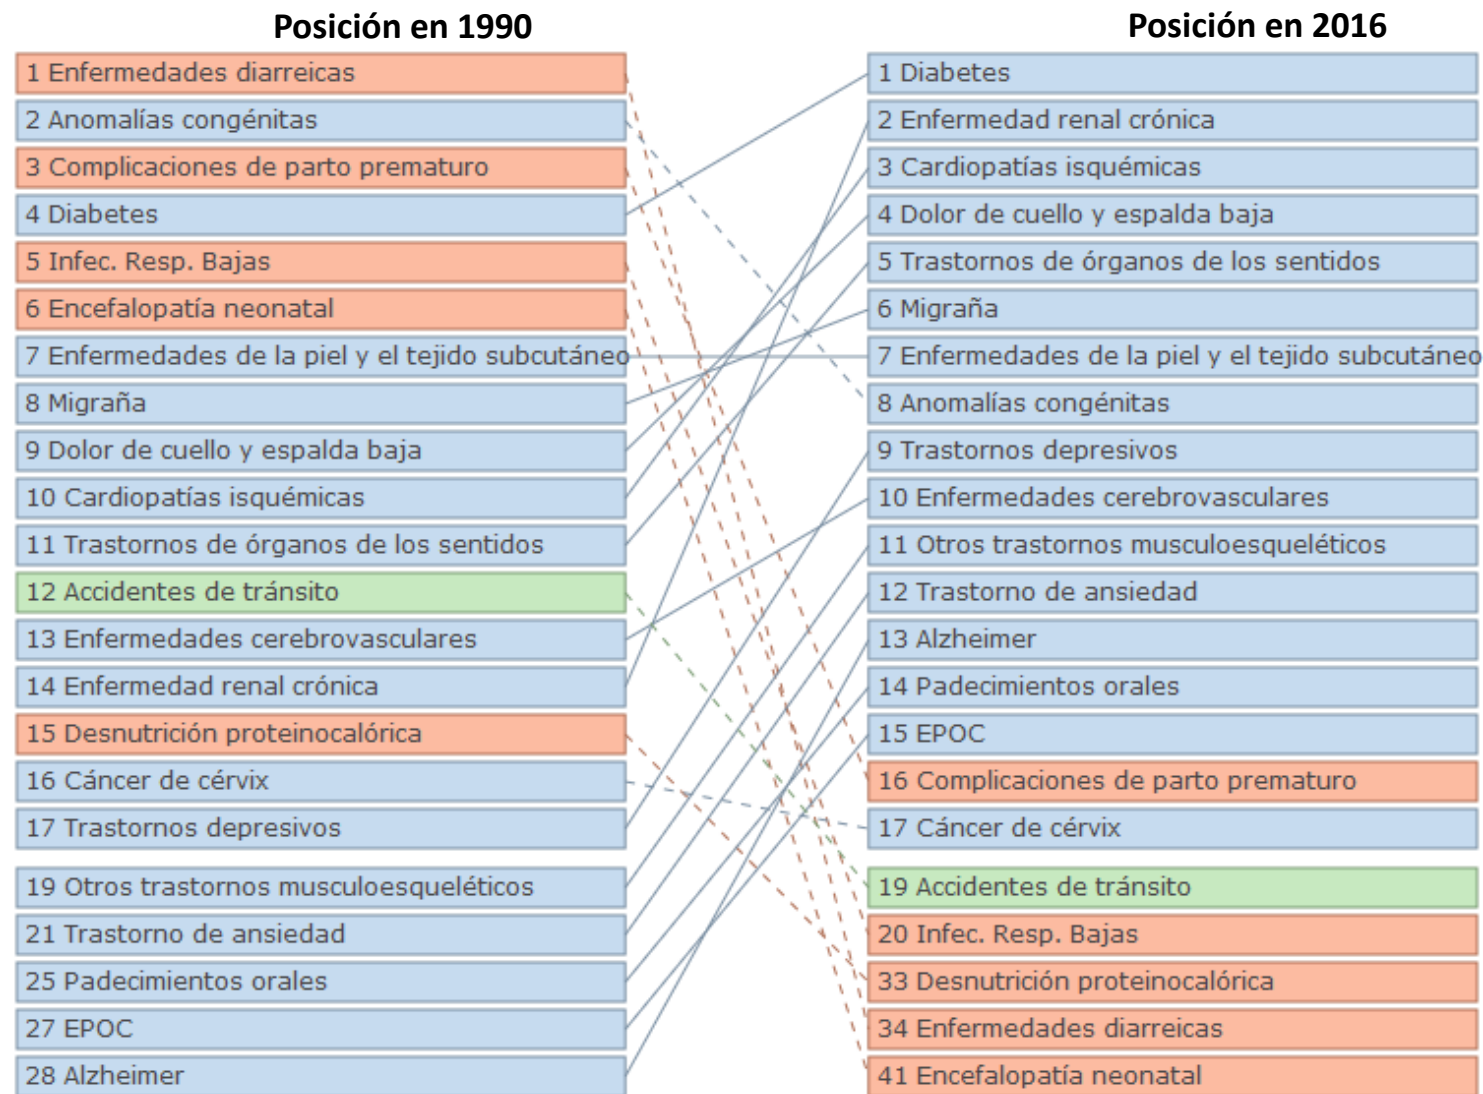 Posición en 1990
1 Enfermedades diarreicas
2 Anomalías congénitas
3 Complicaciones de parto prematuro
4 Diabetes
5 Infec. Resp. Bajas
6 Encefalopatía neonatal
7 Enfermedades de la piel y el tejido subcutáneo
8 Migraña
9 Dolor de cuello y espalda baja
10 Cardiopatías isquémicas
11 Trastornos de órganos de los sentidos
12 Accidentes de tránsito
13 Enfermedades cerebrovasculares
14 Enfermedad renal crónica
15 Desnutrición proteinocalórica
16 Cáncer de cérvix
17 Trastornos depresivos
19 Otros trastornos musculoesqueléticos
21 Trastorno de ansiedad
25 Padecimientos orales
27 EPOC
28 Alzheimer
Posición en 2016
1 Diabetes
2 Enfermedad renal crónica
3 Cardiopatías isquémicas
4 Dolor de cuello y espalda baja
5 Trastornos de órganos de los sentidos
6 Migraña
7 Enfermedades de la piel y el tejido subcutáneo
8 Anomalías congénitas
9 Trastornos depresivos
10 Enfermedades cerebrovasculares
11 Otros trastornos musculoesqueléticos
12 Trastorno de ansiedad
13 Alzheimer
14 Padecimientos orales
15 EPOC
16 Complicaciones de parto prematuro
17 Cáncer de cérvix
19 Accidentes de tránsito
20 Infec. Resp. Bajas
33 Desnutrición proteinocalórica
34 Enfermedades diarreicas
41 Encefalopatía neonatal